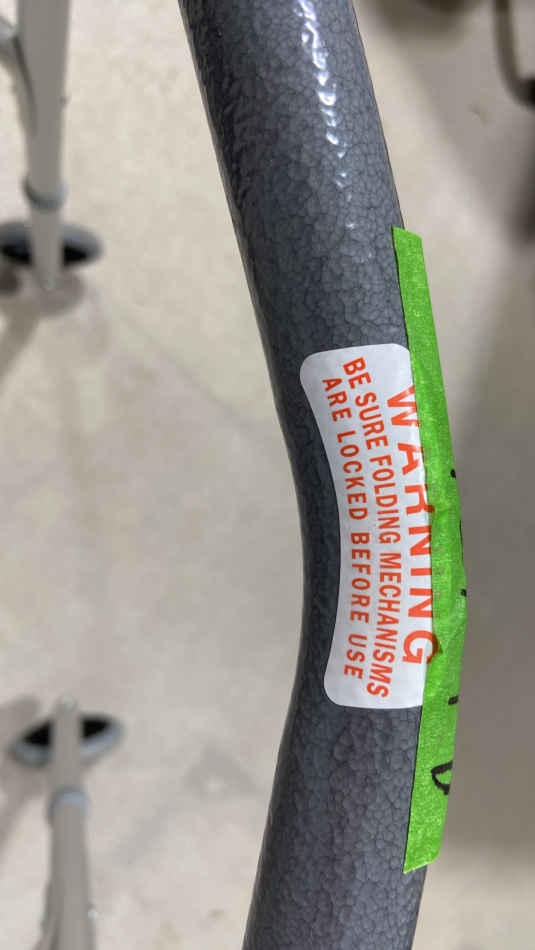 WARNING
BE SURE FOLDING MECHANISMS
ARE LOCKED BEFORE USE